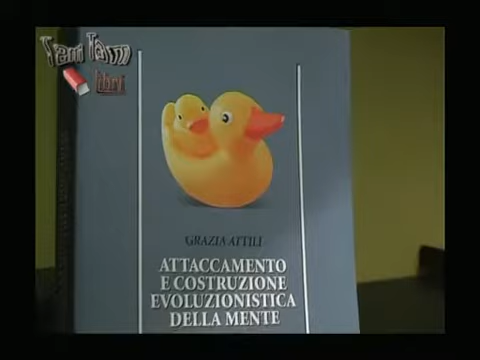 Tam Tam
libri
GRAZIA ATTILI
ATTACCAMENTO
E COSTRUZIONE
EVOLUZIONISTICA
DELLA MENTE